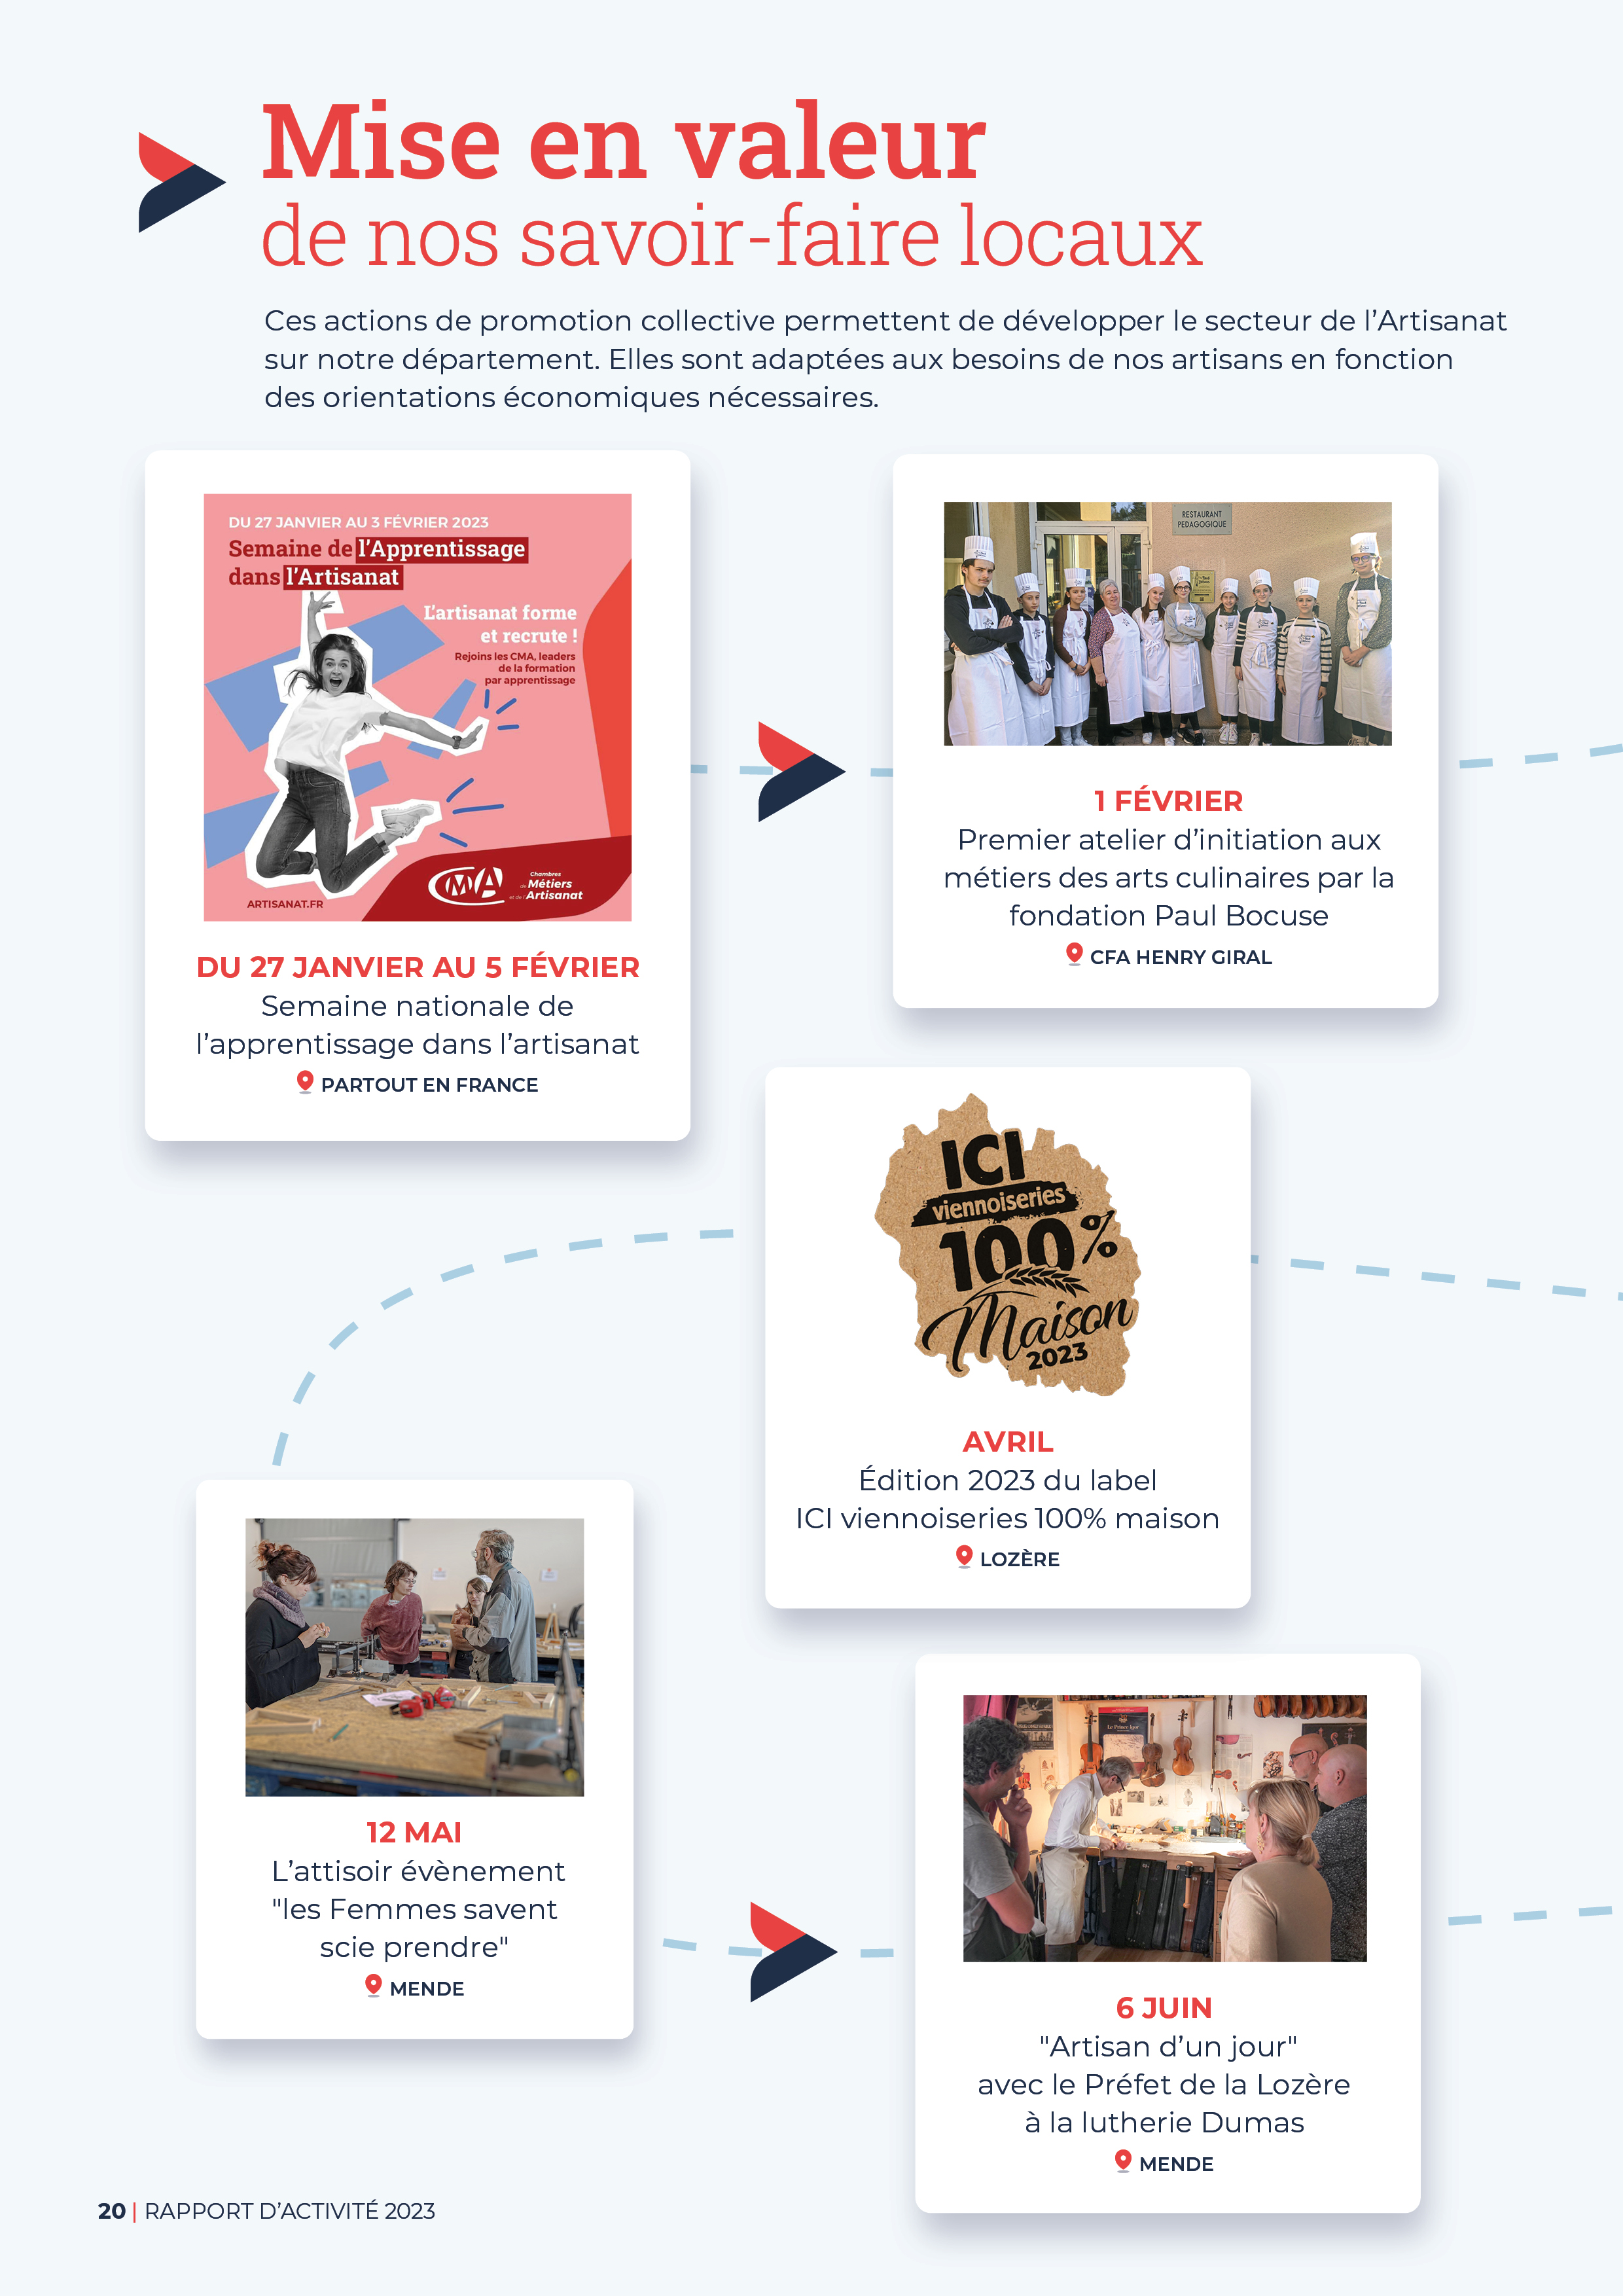 Mise en valeur
de nos savoir-faire locaux
Ces actions de promotion collective permettent de développer le secteur de l'Artisanat
sur notre département. Elles sont adaptées aux besoins de nos artisans en fonction
des orientations économiques nécessaires.
DU 27 JANVIER AU 3 FÉVRIER 2023
Semaine de l'Apprentissage
dans l'Artisanat
L'artisanat forme
et recrute !
Rejoins les CMA, leaders
de la formation
par apprentissage
CMA
Chambres
de Métiers
et de l'Artisanat
ARTISANAT.FR
DU 27 JANVIER AU 5 FÉVRIER
Semaine nationale de
l'apprentissage dans l'artisanat
PARTOUT EN FRANCE
RESTAURANT
PEDAGOGIQUE
1 FÉVRIER
Premier atelier d'initiation aux
métiers des arts culinaires par la
fondation Paul Bocuse
CFA HENRY GIRAL
ICI
viennoiseries
100%
Maison
2023
AVRIL
Édition 2023 du label
ICI viennoiseries 100% maison
LOZÈRE
12 MAI
L'attisoir évènement
"les Femmes savent
scie prendre"
MENDE
Le Prince Igor
6 JUIN
"Artisan d'un jour"
avec le Préfet de la Lozère
à la lutherie Dumas
MENDE
20 | RAPPORT D'ACTIVITÉ 2023